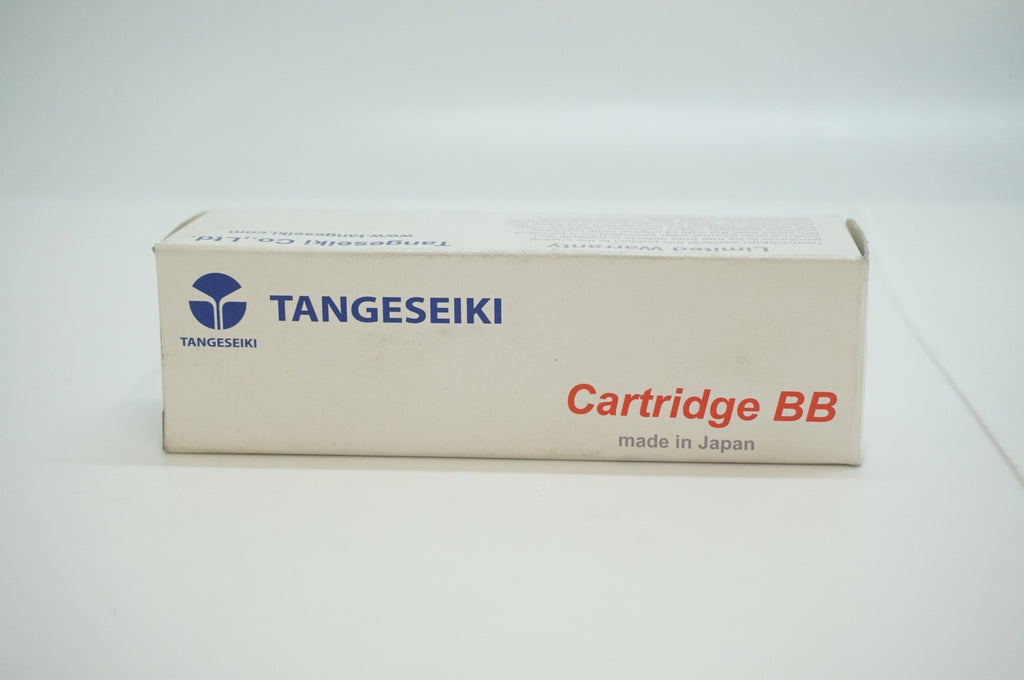 www.tangeseiki.com
Tangeseiki Co.,Ltd.
Limited Warranty
TANGESEIKI
TANGESEIKI
Cartridge BB
made in Japan